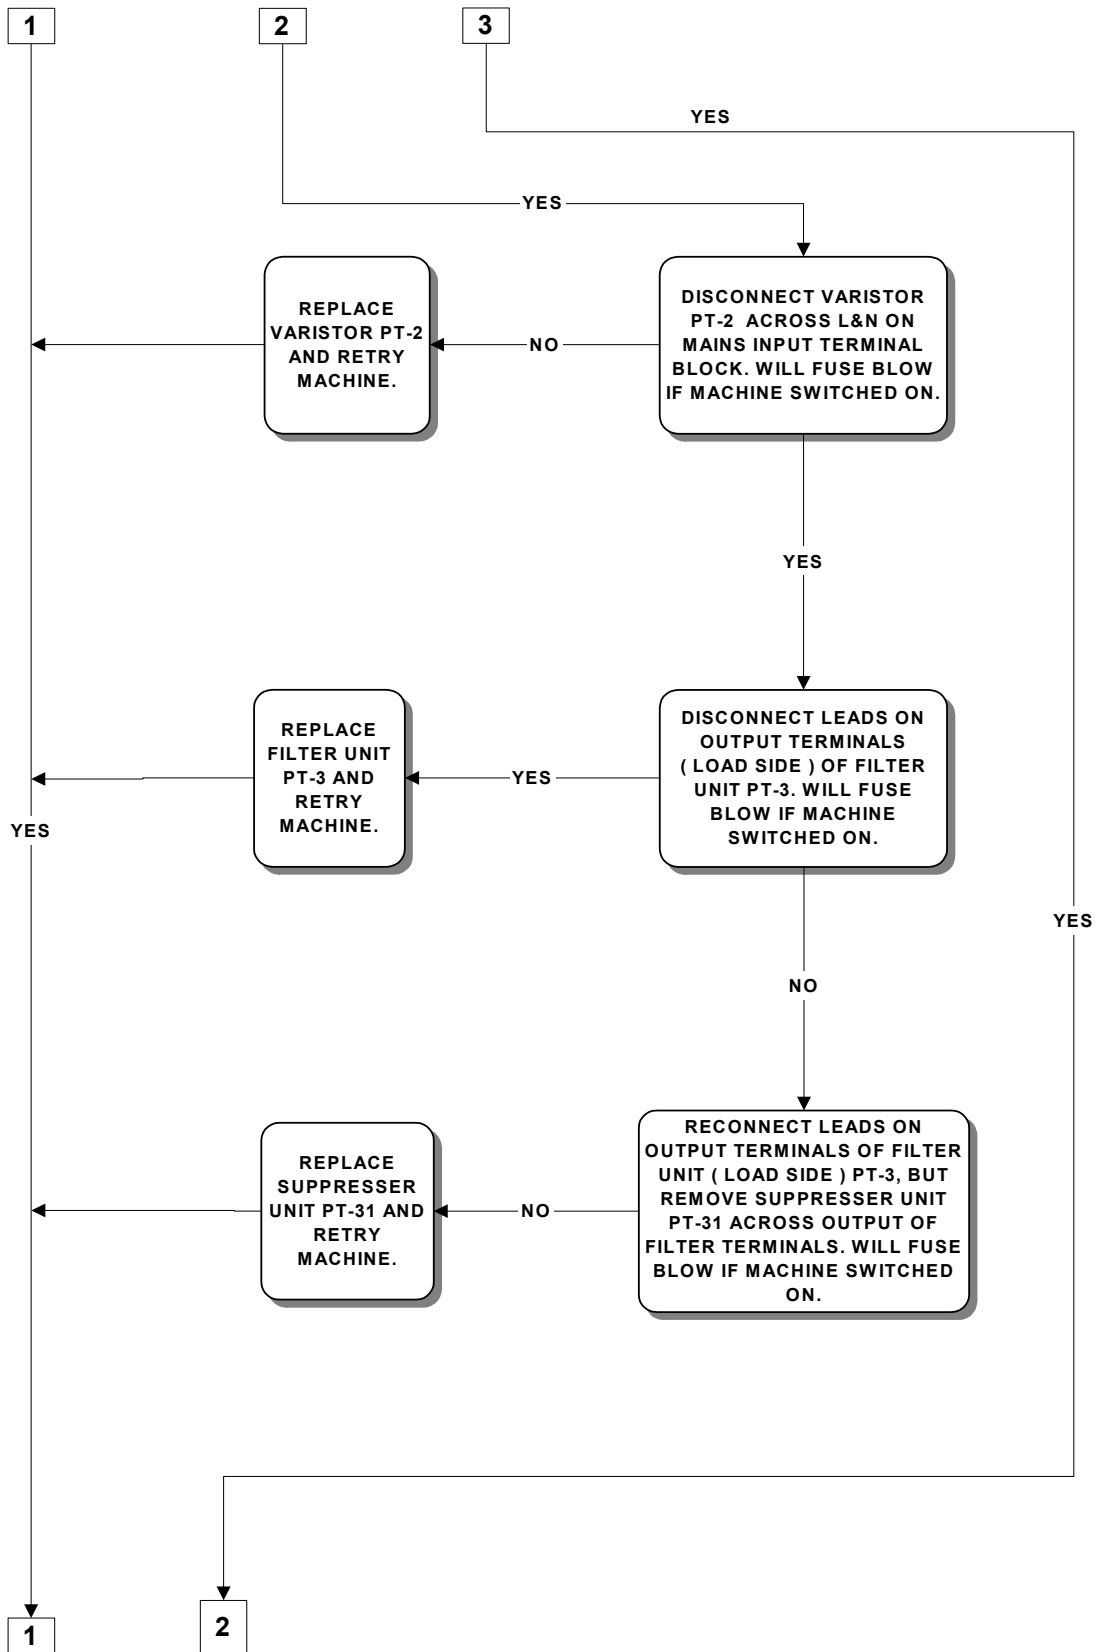 1
2
3
YES
YES
REPLACE
VARISTOR PT-2
AND RETRY
MACHINE.
NO
DISCONNECT VARISTOR
PT-2 ACROSS L&N ON
MAINS INPUT TERMINAL
BLOCK. WILL FUSE BLOW
IF MACHINE SWITCHED ON.
YES
REPLACE
FILTER UNIT
PT-3 AND
RETRY
MACHINE.
YES
DISCONNECT LEADS ON
OUTPUT TERMINALS
( LOAD SIDE ) OF FILTER
UNIT PT-3. WILL FUSE
BLOW IF MACHINE
SWITCHED ON.
YES
YES
NO
REPLACE
SUPPRESSER
UNIT PT-31 AND
RETRY
MACHINE.
NO
RECONNECT LEADS ON
OUTPUT TERMINALS OF FILTER
UNIT ( LOAD SIDE ) PT-3, BUT
REMOVE SUPPRESSER UNIT
PT-31 ACROSS OUTPUT OF
FILTER TERMINALS. WILL FUSE
BLOW IF MACHINE SWITCHED
ON.
1
2